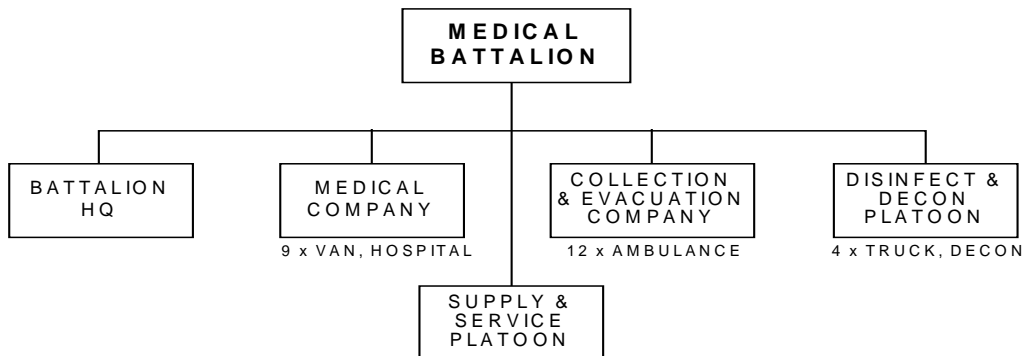 MEDICAL
BATTALION
BATTALION
HQ
MEDICAL
COMPANY
9 x VAN, HOSPITAL
COLLECTION
& EVACUATION
COMPANY
12 x AMBULANCE
DISINFECT &
DECON
PLATOON
4 x TRUCK, DECON
SUPPLY &
SERVICE
PLATOON